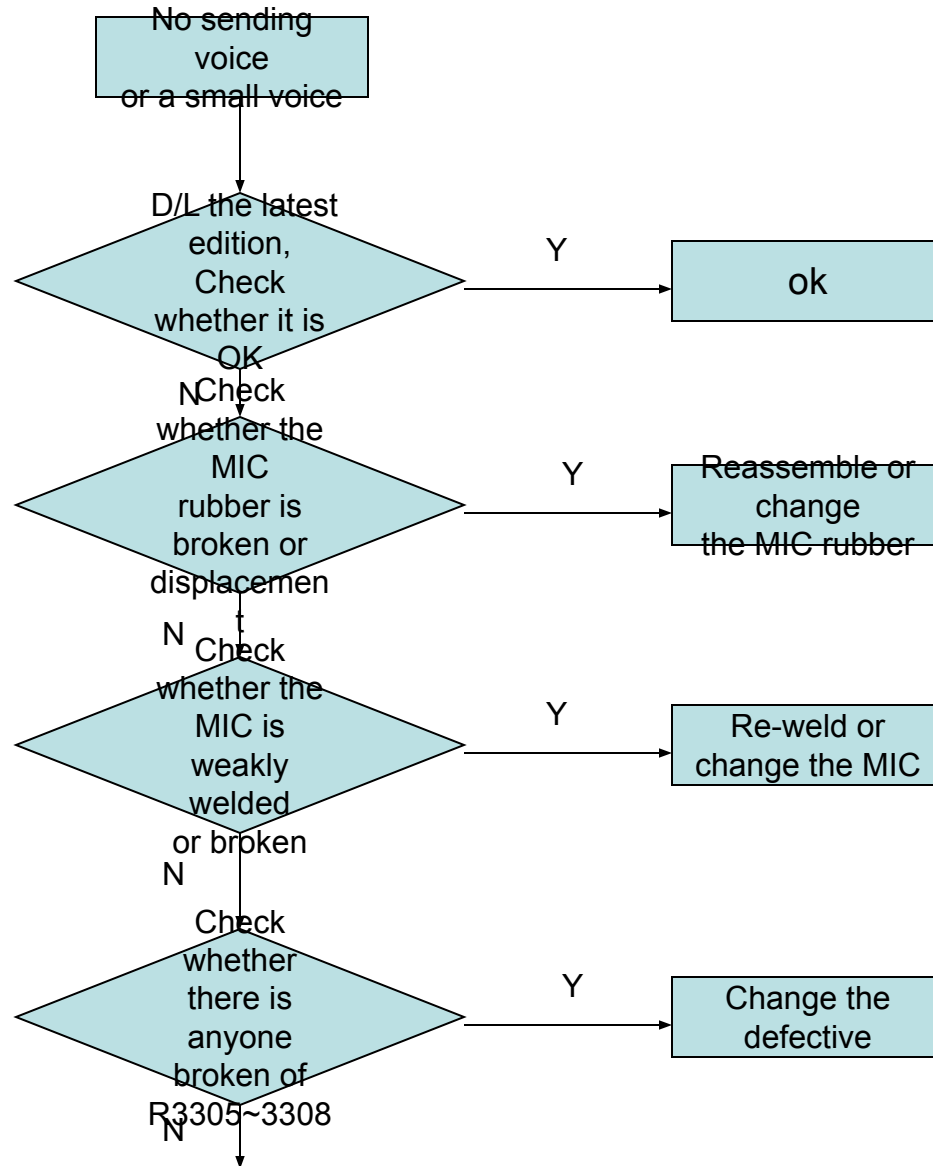 No sending
voice
or a small voice
D/L the latest
edition,
Check
whether it is
OK
Y
ok
N
Check
whether the
MIC
rubber is
broken or
displacemen
t
Y
Reassemble or
change
the MIC rubber
N
Check
whether the
MIC is
weakly
welded
or broken
Y
Re-weld or
change the MIC
N
Check
whether
there is
anyone
broken of
R3305~3308
Y
Change the
defective
N